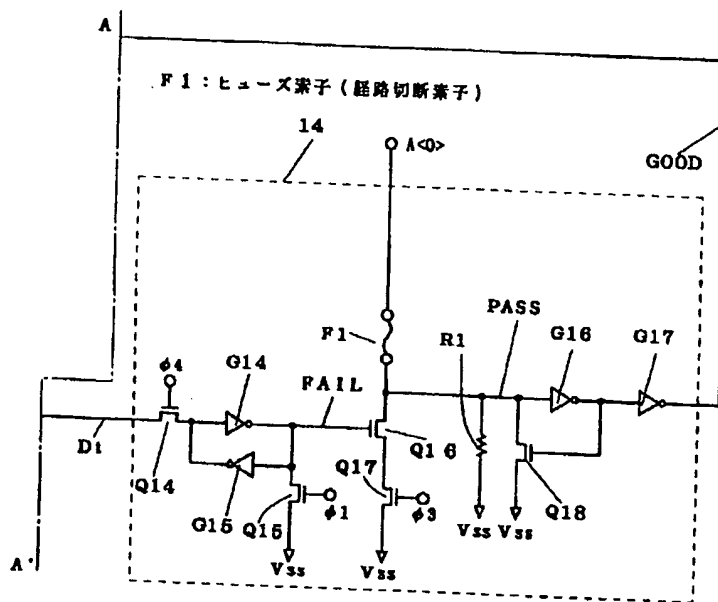 A
F1:ヒューズ素子(経路切断素子)
14
A<0>
GOOD
F1
PASS
R1
G16
G17
φ4
G14
FAIL
Di
Q14
G15
Q15
φ1
Q16
Q17
φ3
Q18
Vss
Vss
Vss
Vss
A'